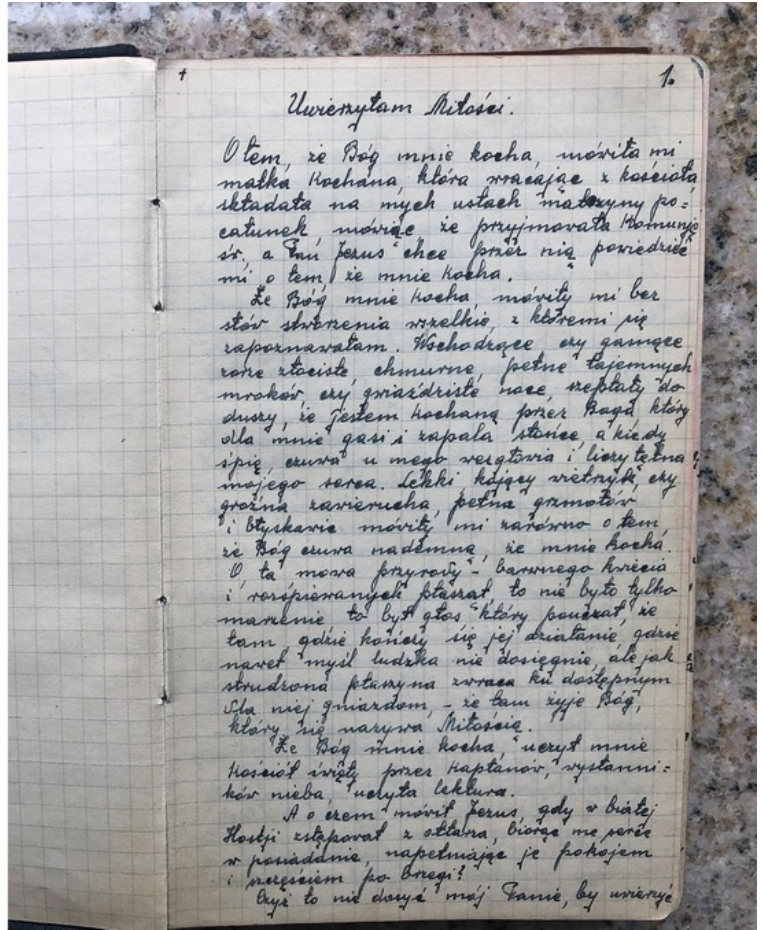 +
1.
Uwierzyłam Miłości.
O tem, że Bóg mnie kocha, mówiła mi
matka kochana, która wracając z kościoła
składała na mych ustach matczyny po=
całunek, mówiąc że przyjmowała Komunję
św., a Pan Jezus chce przez nią powiedzieć
mi o tem, że mnie kocha.
Że Bóg mnie kocha, mówiły mi bez
słów stworzenia wszelkie, z któremi się
zapoznawałam. Wschodzące czy gasnące
zorze złociste, chmurne, pełne tajemnych
mroków, czy gwiaździste noce, szeptały do
duszy, że jestem kochaną przez Boga który
dla mnie gasi i zapala słońce, a kiedy
śpię, czuwa u mego wezgłowia i liczy tętna
mojego serca. Lekki kojący wietrzyk, czy
groźna zawierucha, pełna grzmotów
i błyskawic mówiły mi zarówno o tem,
że Bóg czuwa nademną, że mnie kocha.
O, ta mowa przyrody – barwnego kwiecia
i rozśpiewanych ptasząt, to nie było tylko
marzenie to był głos który pouczał, że
tam, gdzie kończy się jej działanie, gdzie
nawet myśl ludzka nie dosięgnie, ale jak
strudzona ptaszyna zwraca ku dostępnym
dla niej gniazdom, – że tam żyje Bóg,
który się nazywa Miłością.
Że Bóg mnie kocha, uczył mnie
Kościół święty przez kapłanów, wysłanni=
ków nieba, uczyła lektura.
A o czem mówił Jezus, gdy w białej
Hostji zstępował z ołtarza, biorąc me serce
w posiadanie, napełniając je pokojem
i szczęściem po brzegi?
Czyż to nie dosyć mój Panie, by uwierzyć